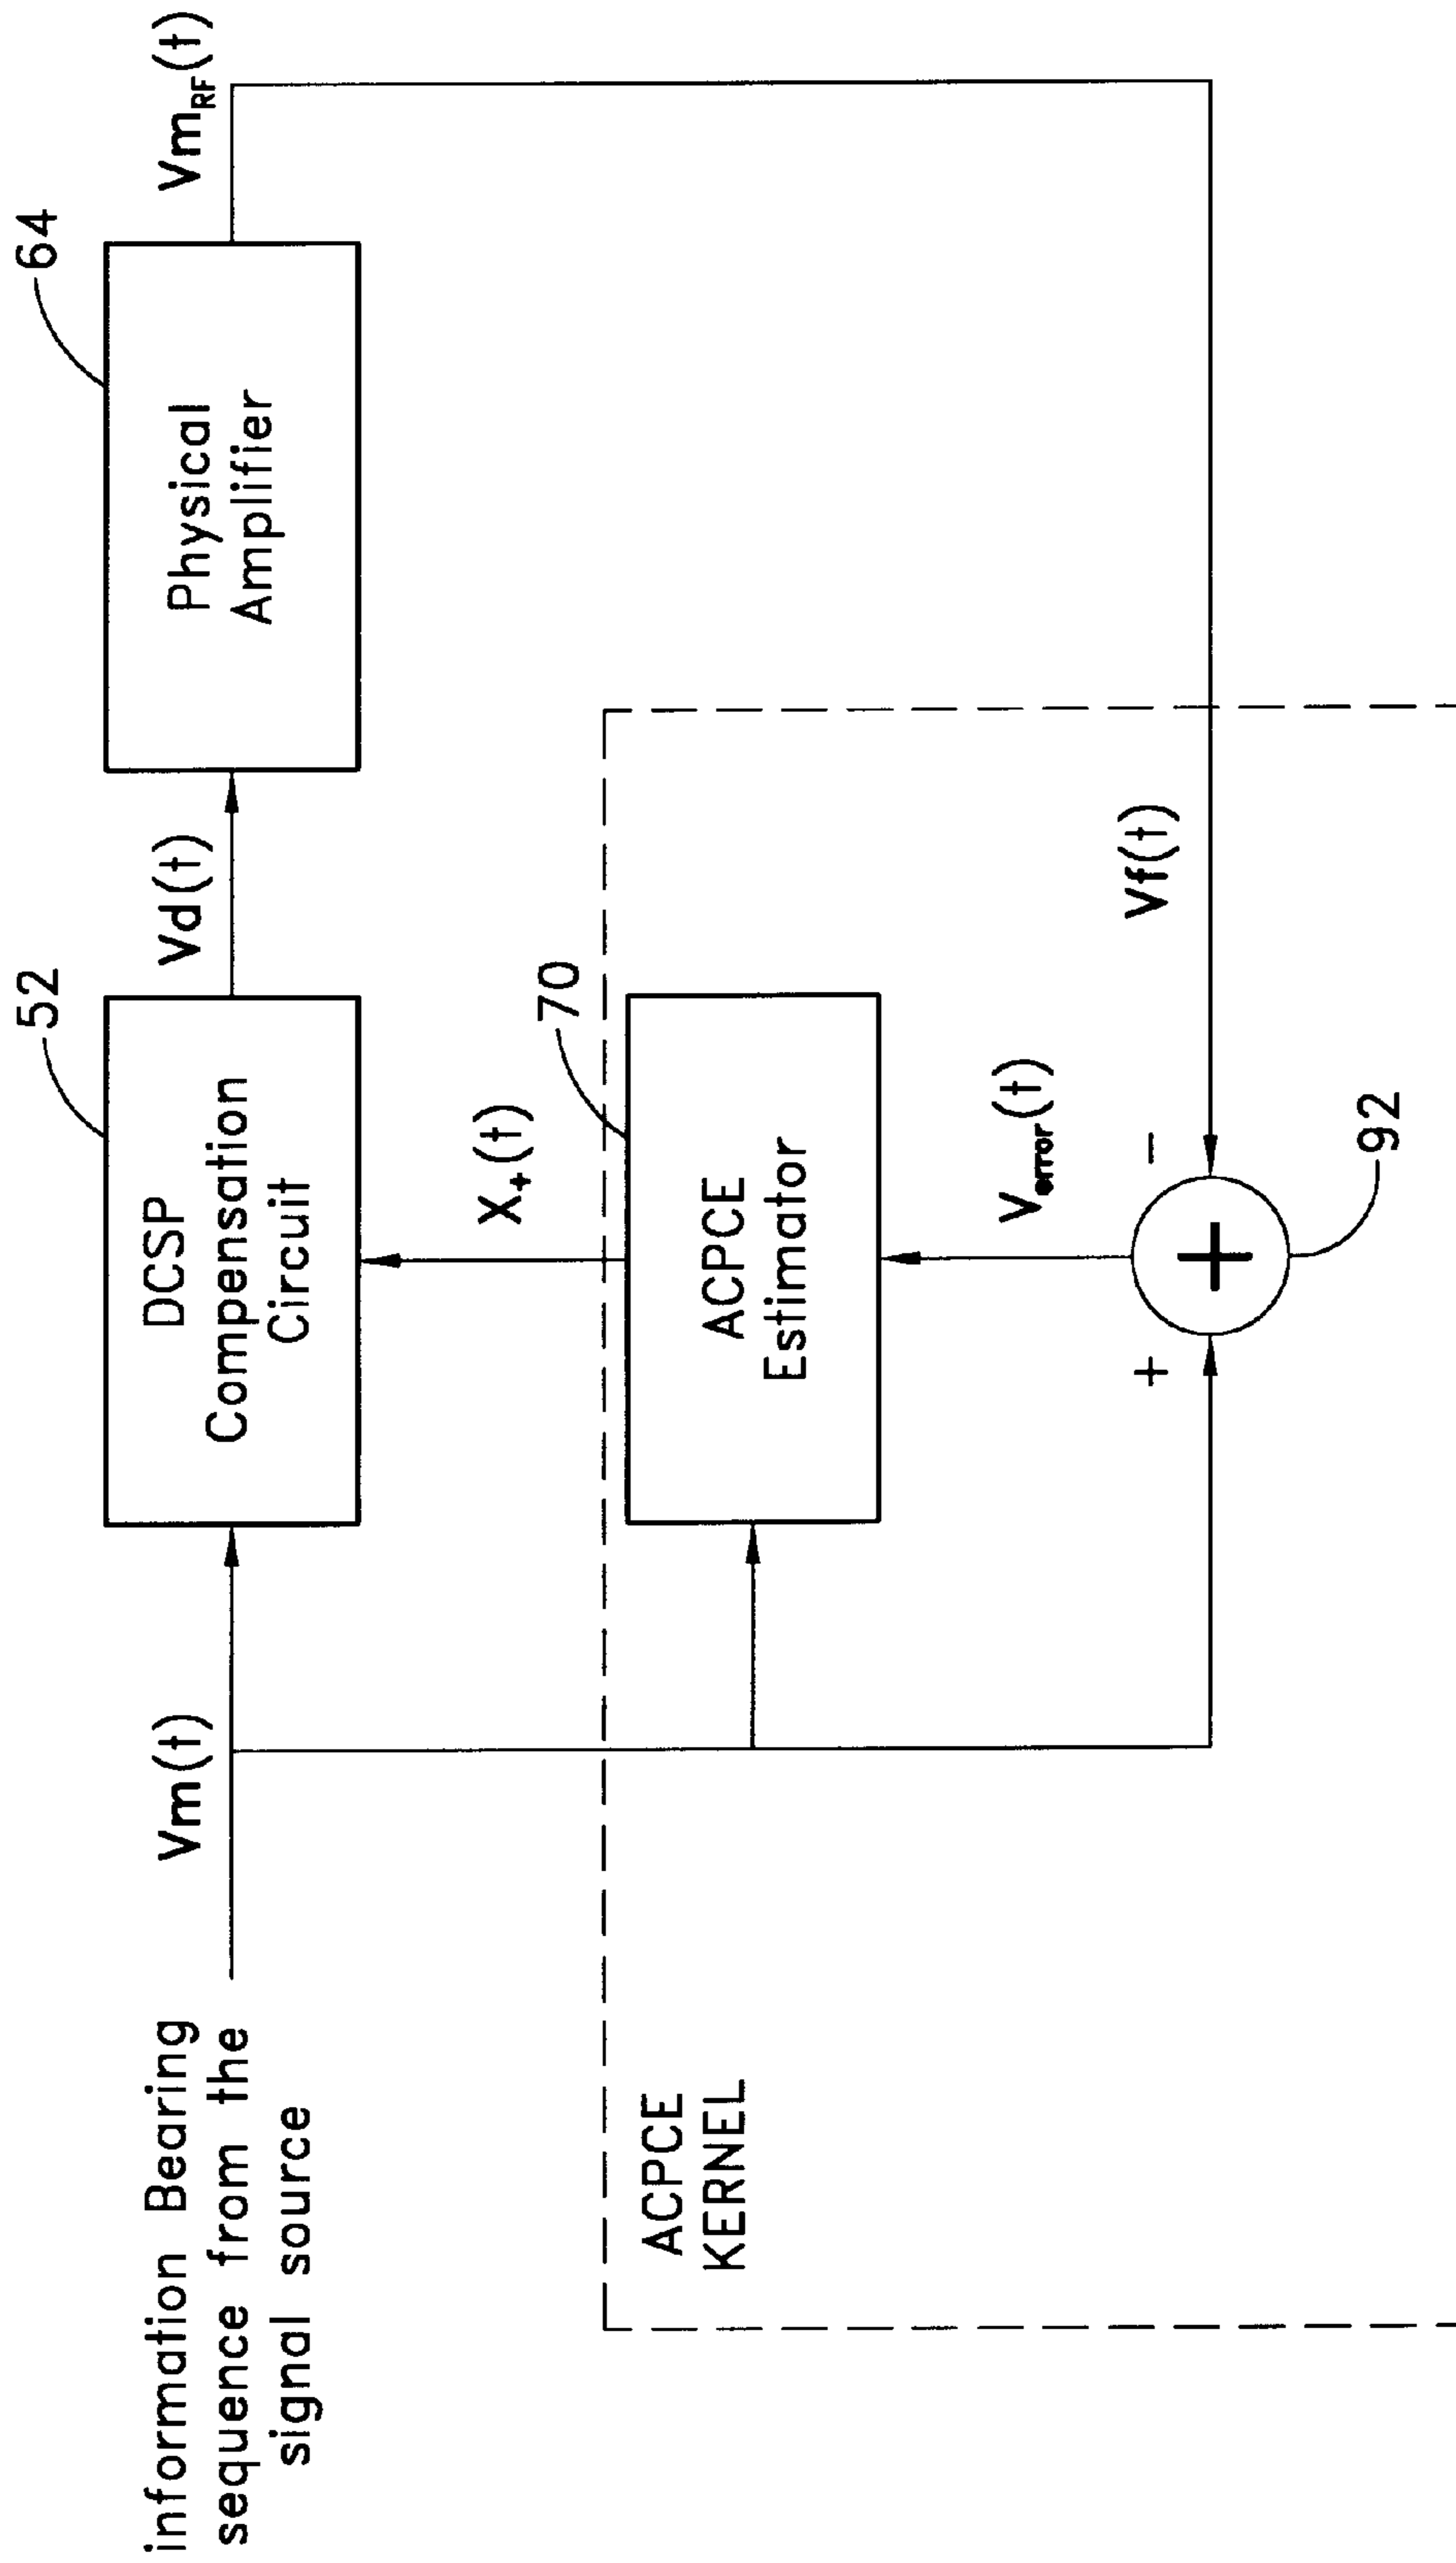 information Bearing
sequence from the
signal source
Vm(t)
52
DCSP
Compensation
Circuit
Vd(t)
64
Physical
Amplifier
Vm_RF(t)
X_+(t)
ACPCE
KERNEL
70
ACPCE
Estimator
V_error(t)
Vf(t)
+
-
+
92